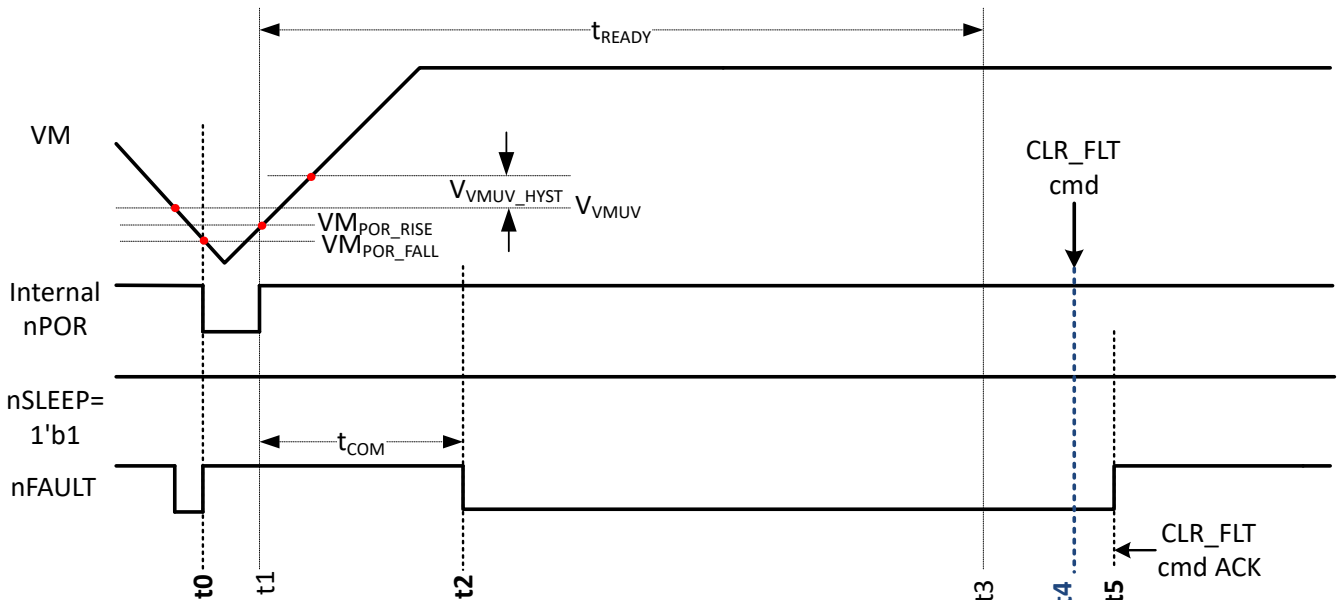 tREADY
VM
CLR_FLT
cmd
VVMUV_HYST
VVMUV
VMPOR_RISE
VMPOR_FALL
Internal
nPOR
nSLEEP=
1'b1
tCOM
nFAULT
CLR_FLT
cmd ACK
t0
t1
t2
t3
t4
t5